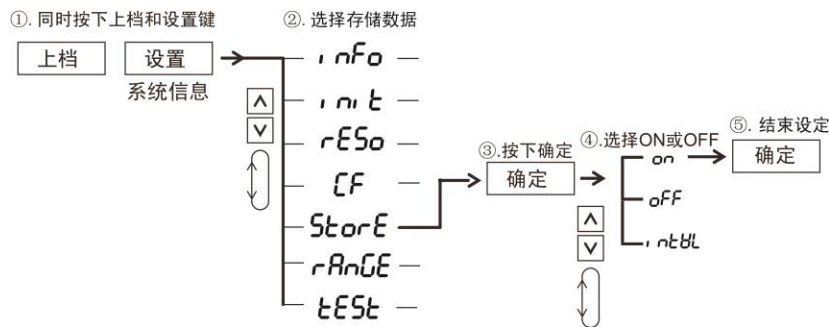 ①. 同时按下上档和设置键
②. 选择存储数据
上档
设置
系统信息
inFo
init
rESo
CF
StorE
rAnGE
tESt
③.按下确定
确定
④.选择ON或OFF
on
oFF
intVL
⑤. 结束设定
确定